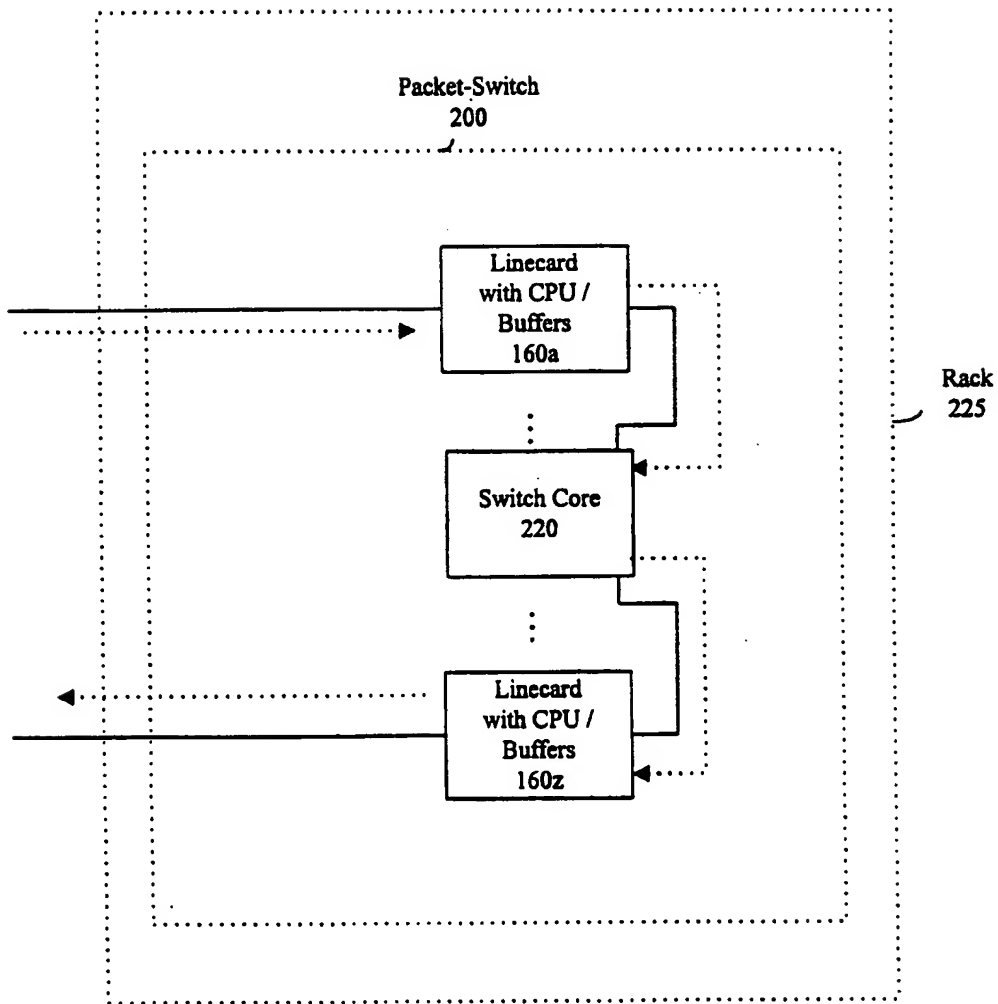 Packet-Switch
200
Linecard
with CPU /
Buffers
160a
Rack
225
Switch Core
220
Linecard
with CPU /
Buffers
160z